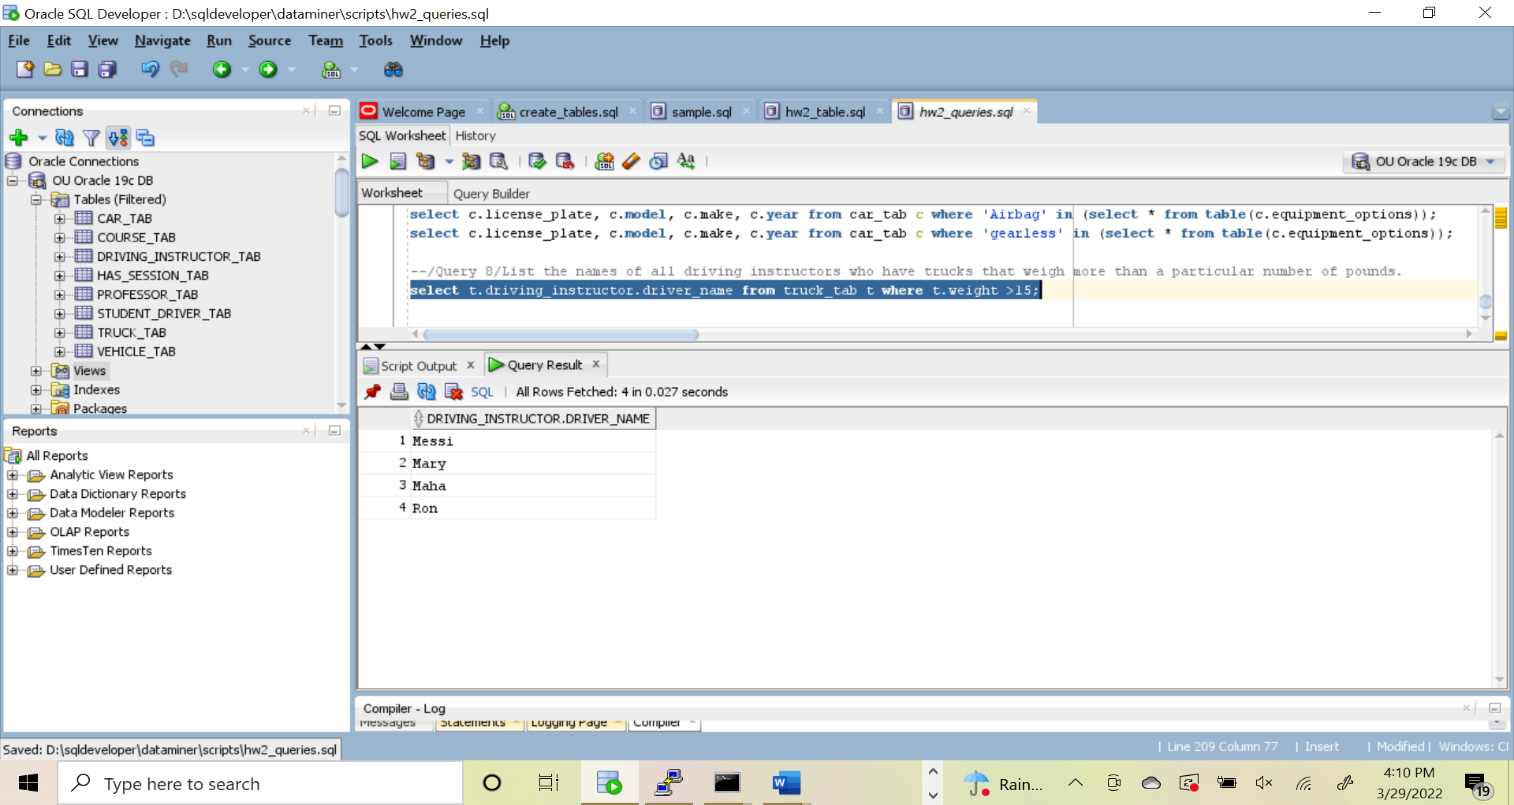 Oracle SQL Developer : D:\sqldeveloper\dataminer\scripts\hw2_queries.sql
File Edit View Navigate Run Source Team Tools Window Help
Connections
Oracle Connections
OU Oracle 19c DB
Tables (Filtered)
CAR_TAB
COURSE_TAB
DRIVING_INSTRUCTOR_TAB
HAS_SESSION_TAB
PROFESSOR_TAB
STUDENT_DRIVER_TAB
TRUCK_TAB
VEHICLE_TAB
Views
Indexes
Packages
Reports
All Reports
Analytic View Reports
Data Dictionary Reports
Data Modeler Reports
OLAP Reports
TimesTen Reports
User Defined Reports
Welcome Page create_tables.sql sample.sql hw2_table.sql hw2_queries.sql
SQL Worksheet History
OU Oracle 19c DB
Worksheet Query Builder
select c.license_plate, c.model, c.make, c.year from car_tab c where 'Airbag' in (select * from table(c.equipment_options));
select c.license_plate, c.model, c.make, c.year from car_tab c where 'gearless' in (select * from table(c.equipment_options));
--/Query 8/List the names of all driving instructors who have trucks that weigh more than a particular number of pounds.
select t.driving_instructor.driver_name from truck_tab t where t.weight >15;
Script Output Query Result
SQL All Rows Fetched: 4 in 0.027 seconds
DRIVING_INSTRUCTOR.DRIVER_NAME
1 Messi
2 Mary
3 Maha
4 Ron
Compiler - Log
Messages Statements Logging Page Compiler
Saved: D:\sqldeveloper\dataminer\scripts\hw2_queries.sql
Line 209 Column 77 Insert Modified Windows: Cl
Type here to search
Rain...
4:10 PM
3/29/2022
19